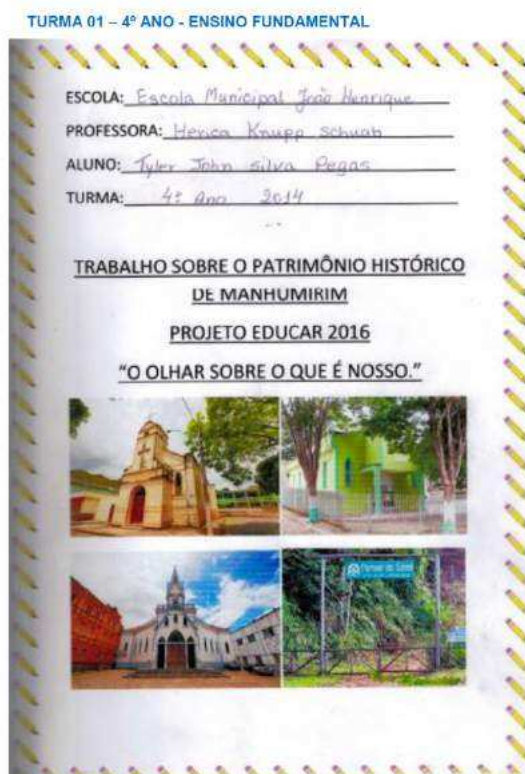 TURMA 01 – 4º ANO - ENSINO FUNDAMENTAL
ESCOLA: Escola Municipal João Henrique
PROFESSORA: Herica Knupp Schuab
ALUNO: Tyler John Silva Pegas
TURMA: 4º Ano 2014
TRABALHO SOBRE O PATRIMÔNIO HISTÓRICO
DE MANHUMIRIM
PROJETO EDUCAR 2016
"O OLHAR SOBRE O QUE É NOSSO."